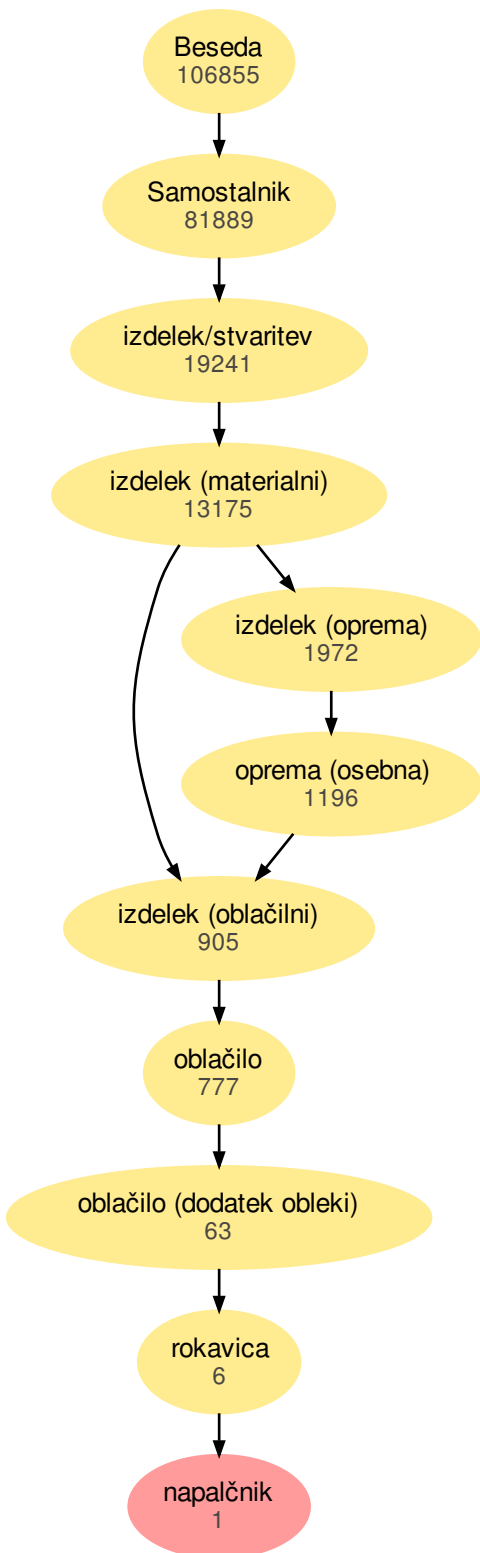 Beseda
106855
Samostalnik
81889
izdelek/stvaritev
19241
izdelek (materialni)
13175
izdelek (oprema)
1972
oprema (osebna)
1196
izdelek (oblačilni)
905
oblačilo
777
oblačilo (dodatek obleki)
63
rokavica
6
napalčnik
1